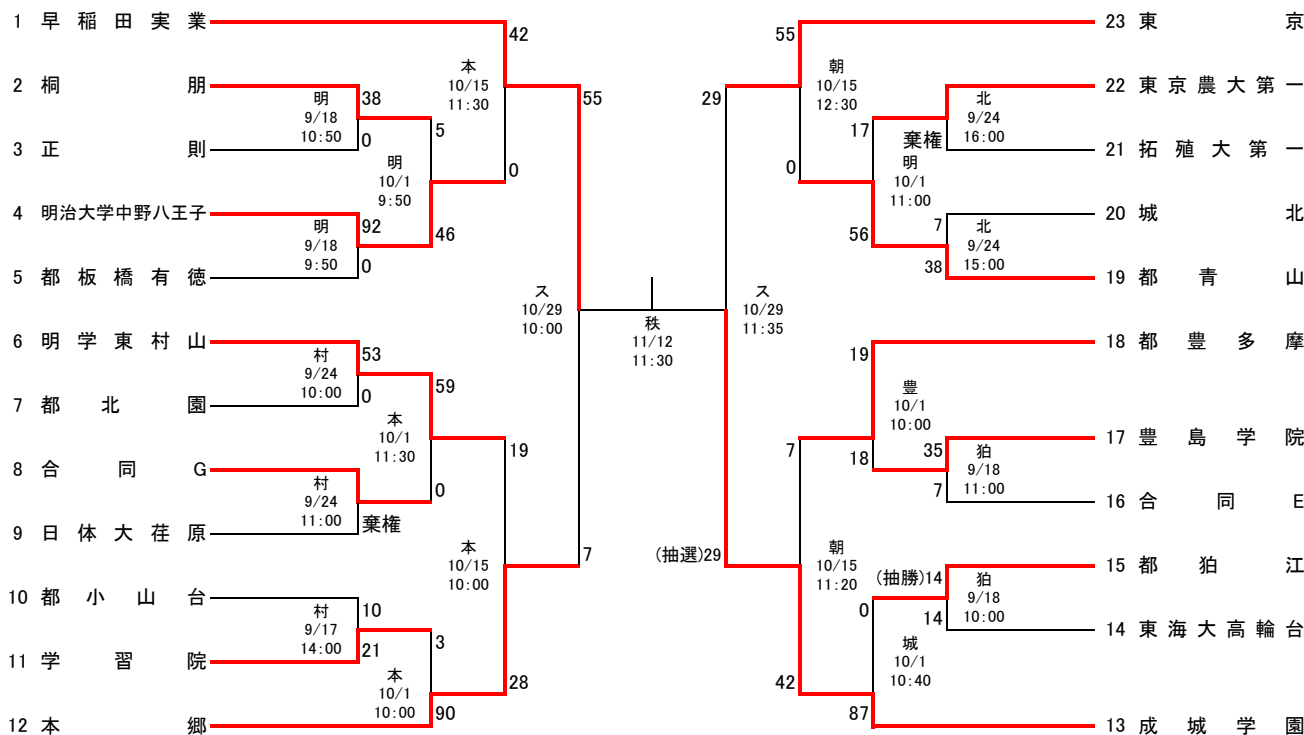 1 早稲田実業
42
本
10/15
11:30
2 桐朋
38
明
9/18
10:50
0
3 正則
5
55
明
10/1
9:50
0
4 明治大学中野八王子
92
明
9/18
9:50
0
46
5 都板橋有徳
ス
10/29
10:00
6 明学東村山
53
村
9/24
10:00
0
59
7 都北園
本
10/1
11:30
19
8 合同G
村
9/24
11:00
棄権
0
9 日体大荏原
本
10/15
10:00
7
10 都小山台
10
村
9/17
14:00
21
3
11 学習院
本
10/1
10:00
28
90
12 本郷
秩
11/12
11:30
23 東京
55
朝
10/15
12:30
29
22 東京農大第一
北
9/24
16:00
17
棄権
21 拓殖大第一
0
明
10/1
11:00
20 城北
7
北
9/24
15:00
56
38
19 都青山
ス
10/29
11:35
18 都豊多摩
19
豊
10/1
10:00
17 豊島学院
35
狛
9/18
11:00
7
18
7
16 合同E
(抽選)29
朝
10/15
11:20
15 都狛江
(抽勝)14
狛
9/18
10:00
14
0
14 東海大高輪台
城
10/1
10:40
42
87
13 成城学園